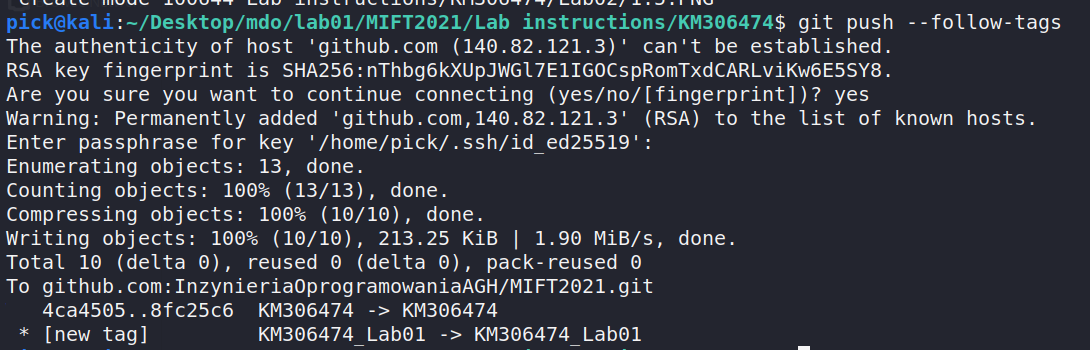 create mode 100644 Lab instructions/KM306474/Lab02/1.3.PNG
pick@kali:~/Desktop/mdo/lab01/MIFT2021/Lab instructions/KM306474$ git push --follow-tags
The authenticity of host 'github.com (140.82.121.3)' can't be established.
RSA key fingerprint is SHA256:nThbg6kXUpJWGl7E1IGOCspRomTxdCARLviKw6E5SY8.
Are you sure you want to continue connecting (yes/no/[fingerprint])? yes
Warning: Permanently added 'github.com,140.82.121.3' (RSA) to the list of known hosts.
Enter passphrase for key '/home/pick/.ssh/id_ed25519':
Enumerating objects: 13, done.
Counting objects: 100% (13/13), done.
Compressing objects: 100% (10/10), done.
Writing objects: 100% (10/10), 213.25 KiB | 1.90 MiB/s, done.
Total 10 (delta 0), reused 0 (delta 0), pack-reused 0
To github.com:InzynieriaOprogramowaniaAGH/MIFT2021.git
4ca4505..8fc25c6 KM306474 -> KM306474
* [new tag] KM306474_Lab01 -> KM306474_Lab01